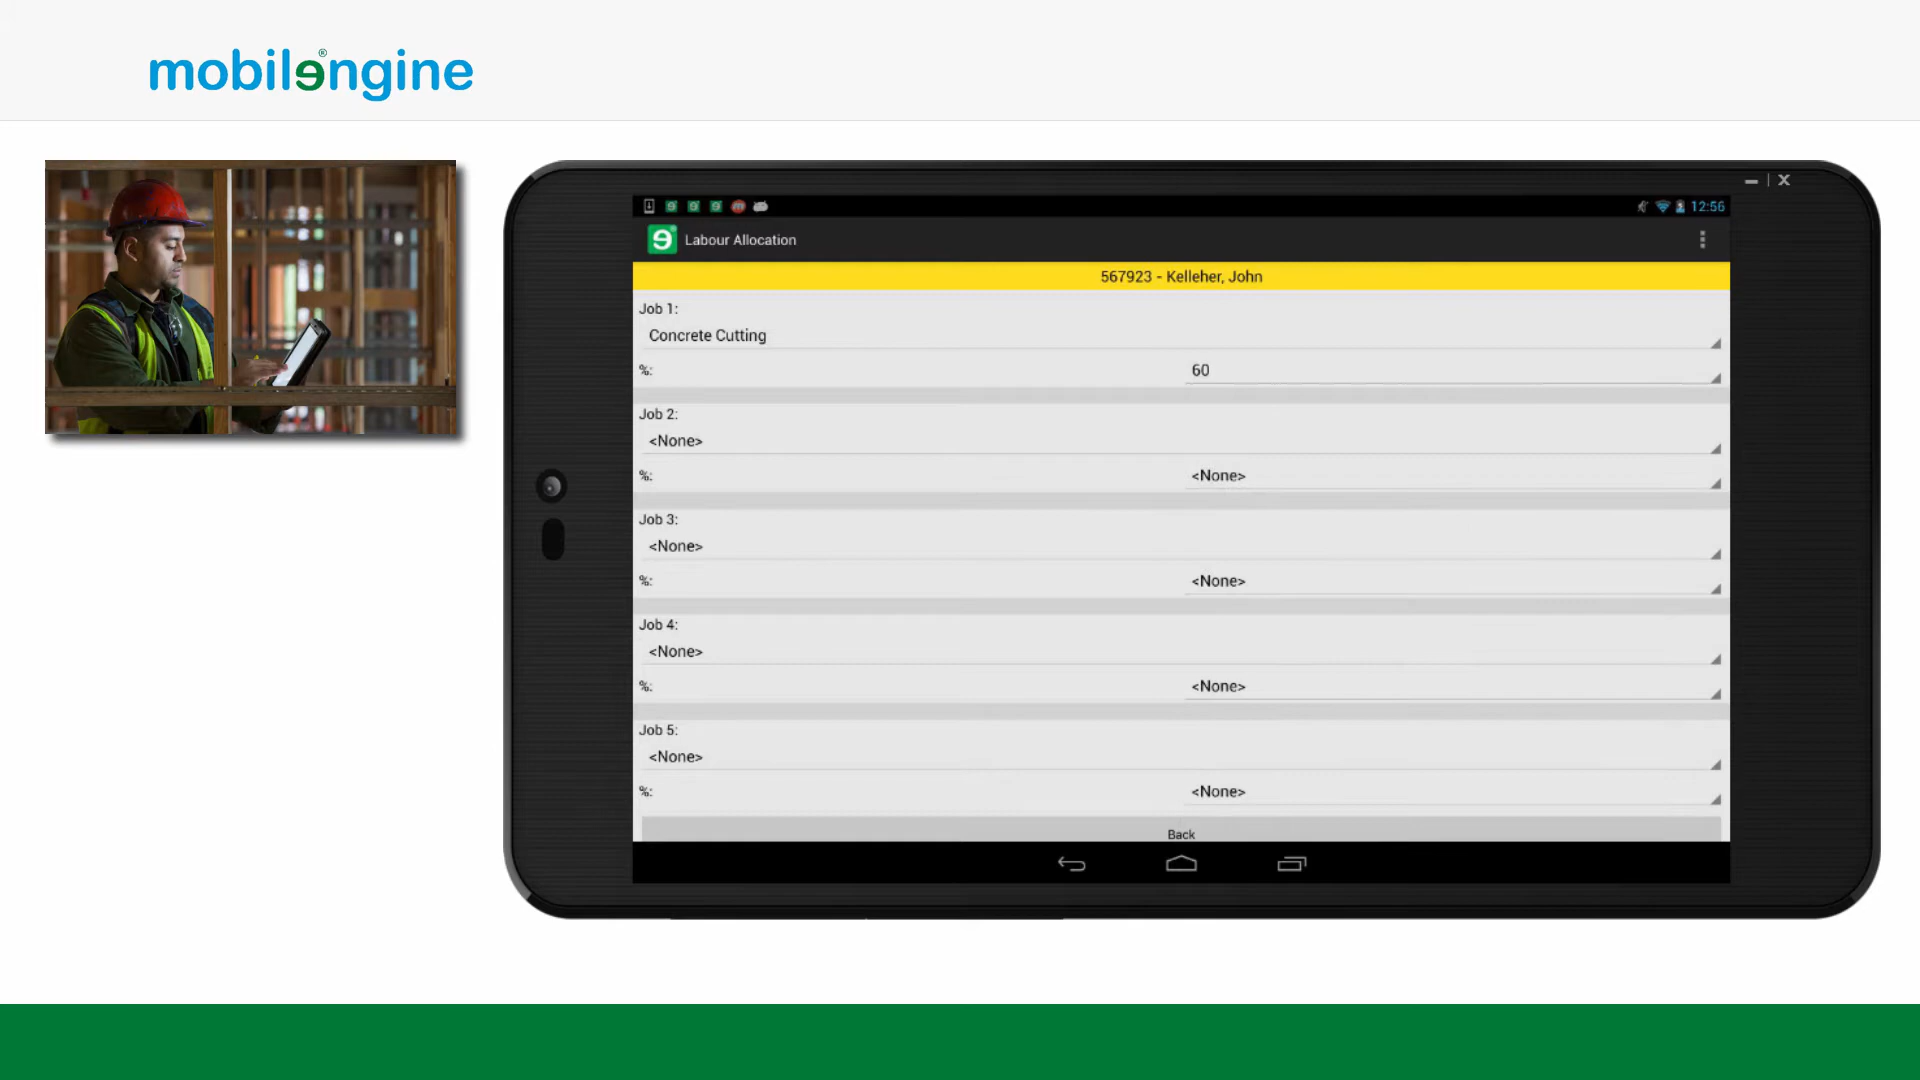 mobilengine®
12:56
Labour Allocation
567923 - Kelleher, John
Job 1:
Concrete Cutting
%: 60
Job 2:
<None>
%: <None>
Job 3:
<None>
%: <None>
Job 4:
<None>
%: <None>
Job 5:
<None>
%: <None>
Back